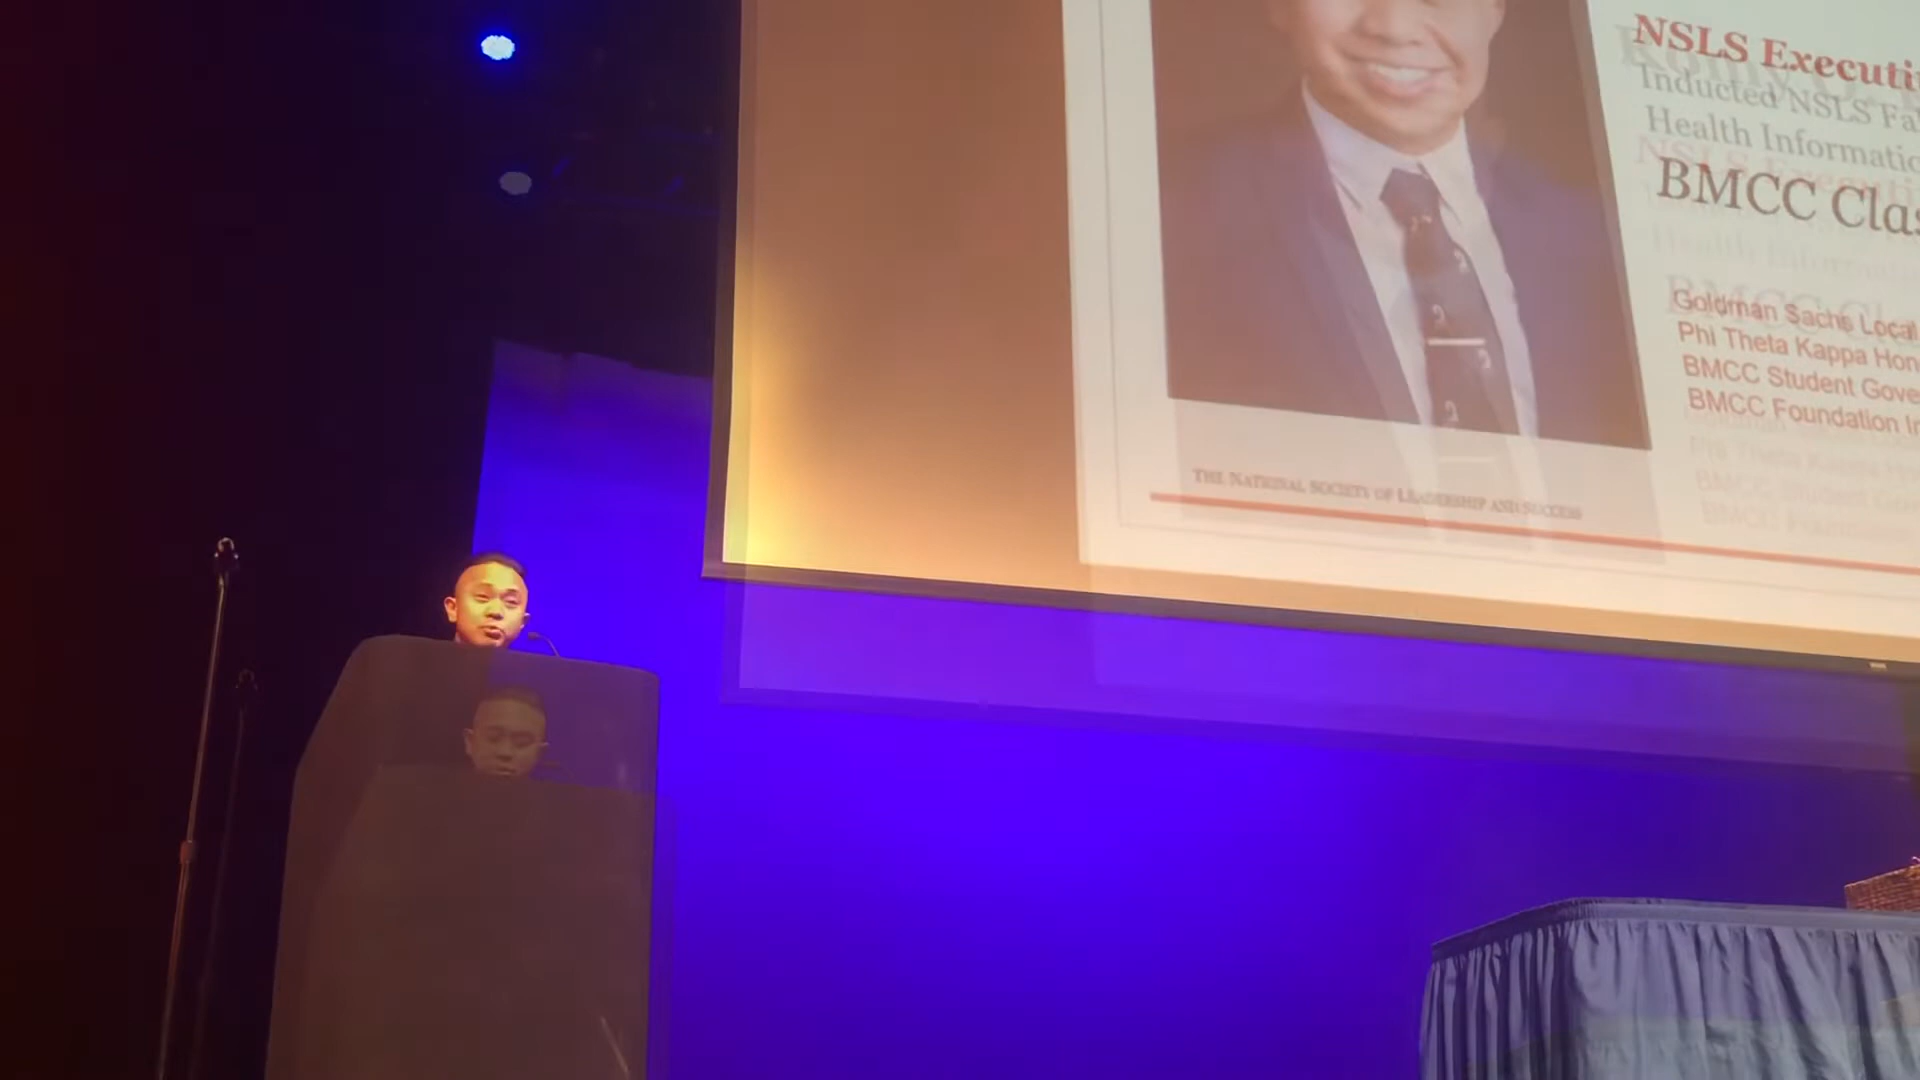 NSLS Executi
Inducted NSLS Fa
Health Informatic
BMCC Clas
Goldman Sachs Local
Phi Theta Kappa Hon
BMCC Student Gove
BMCC Foundation In
THE NATIONAL SOCIETY OF LEADERSHIP AND SUCCESS